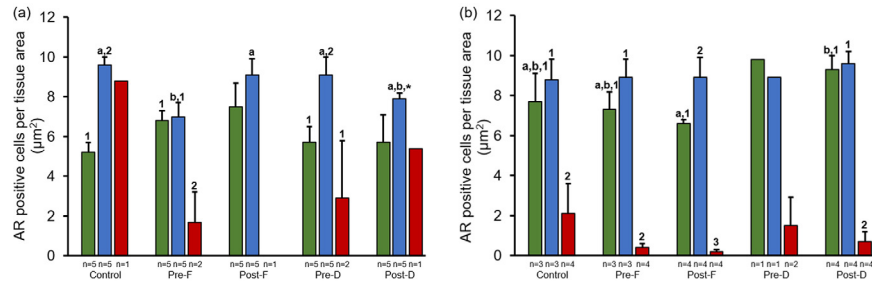 (a)
AR positive cells per tissue area
(µm²)
12
10
8
6
4
2
0
1
a,2
1
b,1
2
a
1
a,2
1
a,b,*
n=5 n=5 n=1
n=5 n=5 n=2
n=5 n=5 n=1
n=5 n=5 n=2
n=5 n=5 n=1
Control
Pre-F
Post-F
Pre-D
Post-D
(b)
AR positive cells per tissue area
(µm²)
12
10
8
6
4
2
0
a,b,1
1
2
a,b,1
1
2
a,1
2
3
b,1
1
2
n=3 n=3 n=4
n=3 n=3 n=4
n=4 n=4 n=4
n=1 n=1 n=2
n=4 n=4 n=4
Control
Pre-F
Post-F
Pre-D
Post-D